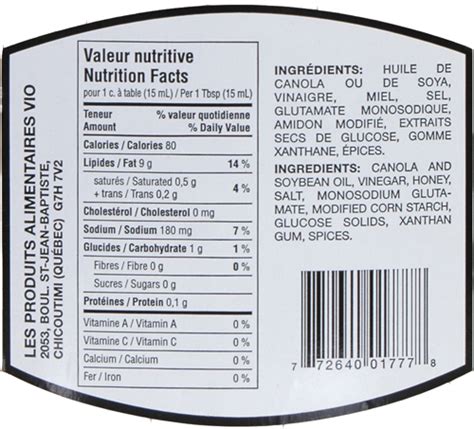 LES PRODUITS ALIMENTAIRES VIO
2053, BOUL. ST-JEAN-BAPTISTE,
CHICOUTIMI (QUÉBEC) G7H 7V2
Valeur nutritive
Nutrition Facts
pour 1 c. à table (15 mL) / Per 1 Tbsp (15 mL)
Teneur % valeur quotidienne
Amount % Daily Value
Calories / Calories 80
Lipides / Fat 9 g 14 %
saturés / Saturated 0,5 g
+ trans / Trans 0,2 g 4 %
Cholestérol / Cholesterol 0 mg
Sodium / Sodium 180 mg 7 %
Glucides / Carbohydrate 1 g 1 %
Fibres / Fibre 0 g 0 %
Sucres / Sugars 0 g
Protéines / Protein 0,1 g
Vitamine A / Vitamin A 0 %
Vitamine C / Vitamin C 0 %
Calcium / Calcium 0 %
Fer / Iron 0 %
INGRÉDIENTS: HUILE DE
CANOLA OU DE SOYA,
VINAIGRE, MIEL, SEL,
GLUTAMATE MONOSODIQUE,
AMIDON MODIFIÉ, EXTRAITS
SECS DE GLUCOSE, GOMME
XANTHANE, ÉPICES.
INGREDIENTS: CANOLA AND
SOYBEAN OIL, VINEGAR, HONEY,
SALT, MONOSODIUM GLUTA-
MATE, MODIFIED CORN STARCH,
GLUCOSE SOLIDS, XANTHAN
GUM, SPICES.
7 72640 01777 8